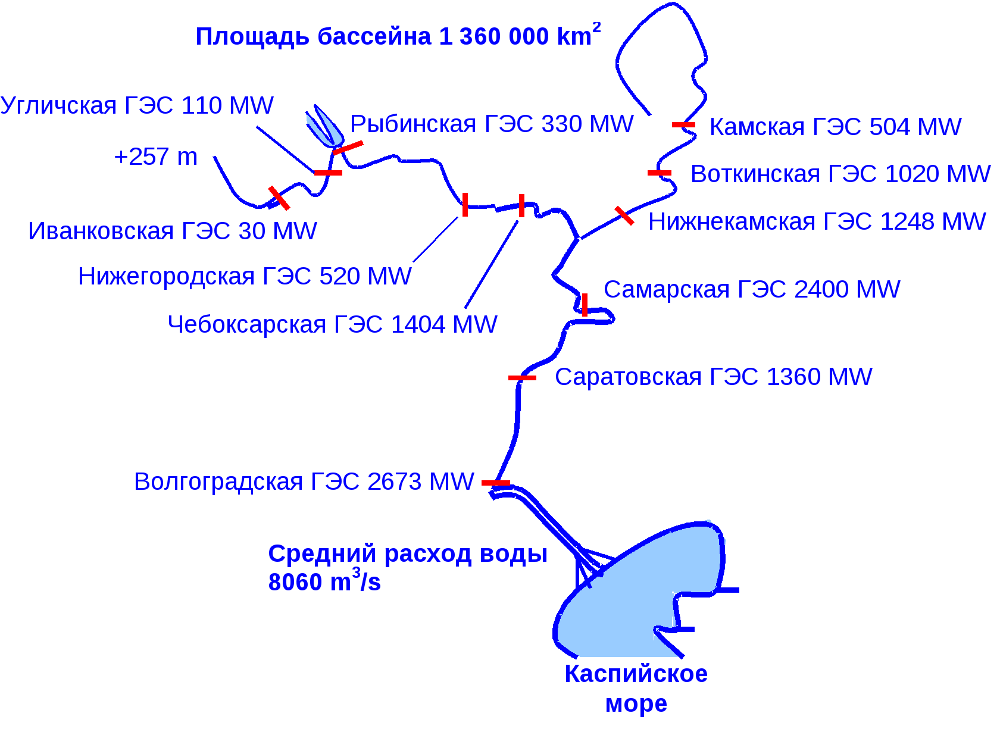 Площадь бассейна 1 360 000 km²
Угличская ГЭС 110 MW
Рыбинская ГЭС 330 MW
Камская ГЭС 504 MW
+257 m
Воткинская ГЭС 1020 MW
Иванковская ГЭС 30 MW
Нижнекамская ГЭС 1248 MW
Нижегородская ГЭС 520 MW
Самарская ГЭС 2400 MW
Чебоксарская ГЭС 1404 MW
Саратовская ГЭС 1360 MW
Волгоградская ГЭС 2673 MW
Средний расход воды
8060 m³/s
Каспийское
море